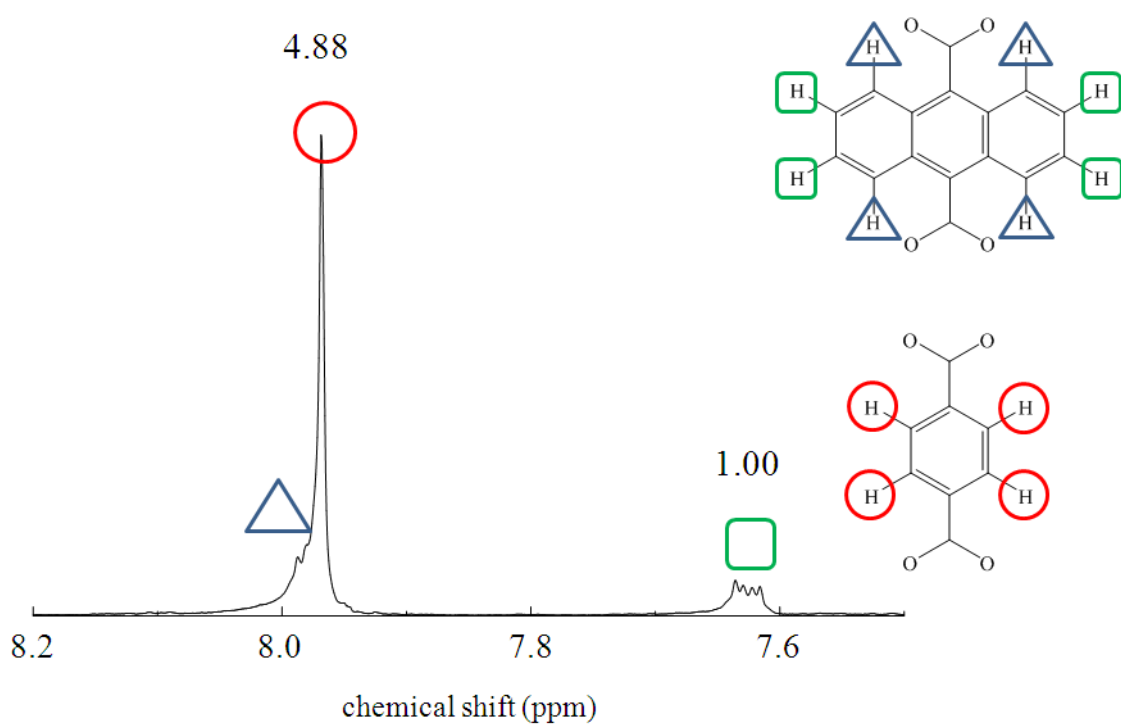 4.88
O O
H H
H H
H H
H H
O O
O O
1.00
H H
H H
O O
8.2 8.0 7.8 7.6
chemical shift (ppm)